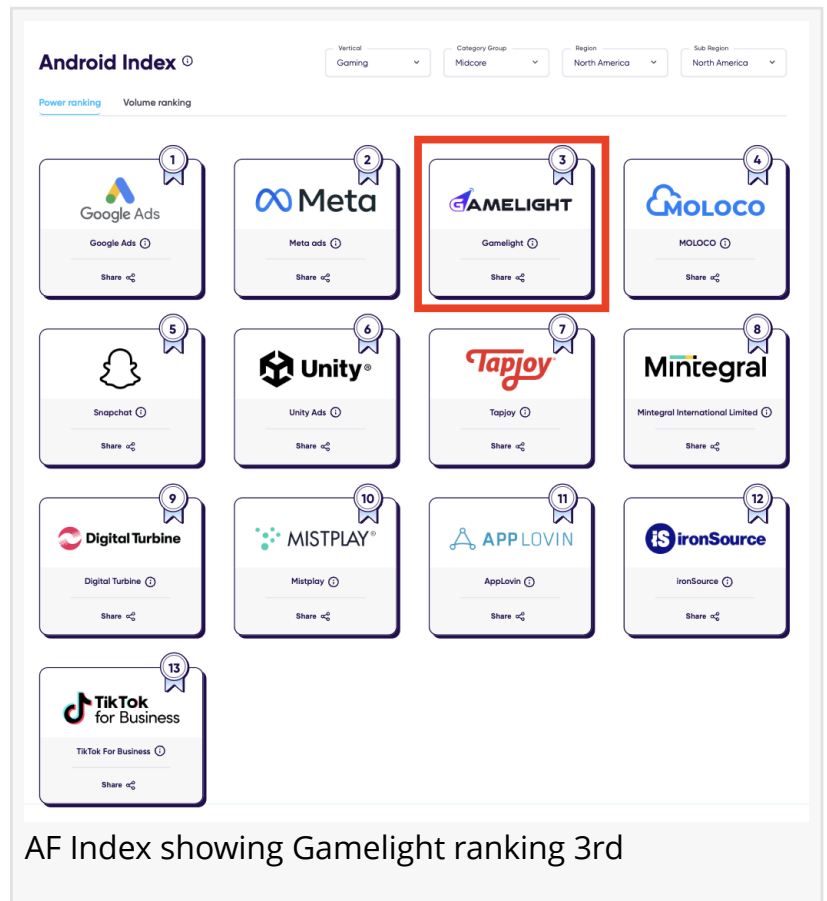 Android Index
Vertical
Gaming
Category Group
Midcore
Region
North America
Sub Region
North America
Power ranking
Volume ranking
1
Google Ads
Google Ads
Share
2
Meta
Meta ads
Share
3
GAMELIGHT
Gamelight
Share
4
MOLOCO
MOLOCO
Share
5
Snapchat
Share
6
Unity®
Unity Ads
Share
7
Tapjoy
Tapjoy
Share
8
Mintegral
Mintegral International Limited
Share
9
Digital Turbine
Digital Turbine
Share
10
MISTPLAY®
Mistplay
Share
11
APPLOVIN
AppLovin
Share
12
iS ironSource
ironSource
Share
13
TikTok
for Business
TikTok For Business
Share
AF Index showing Gamelight ranking 3rd